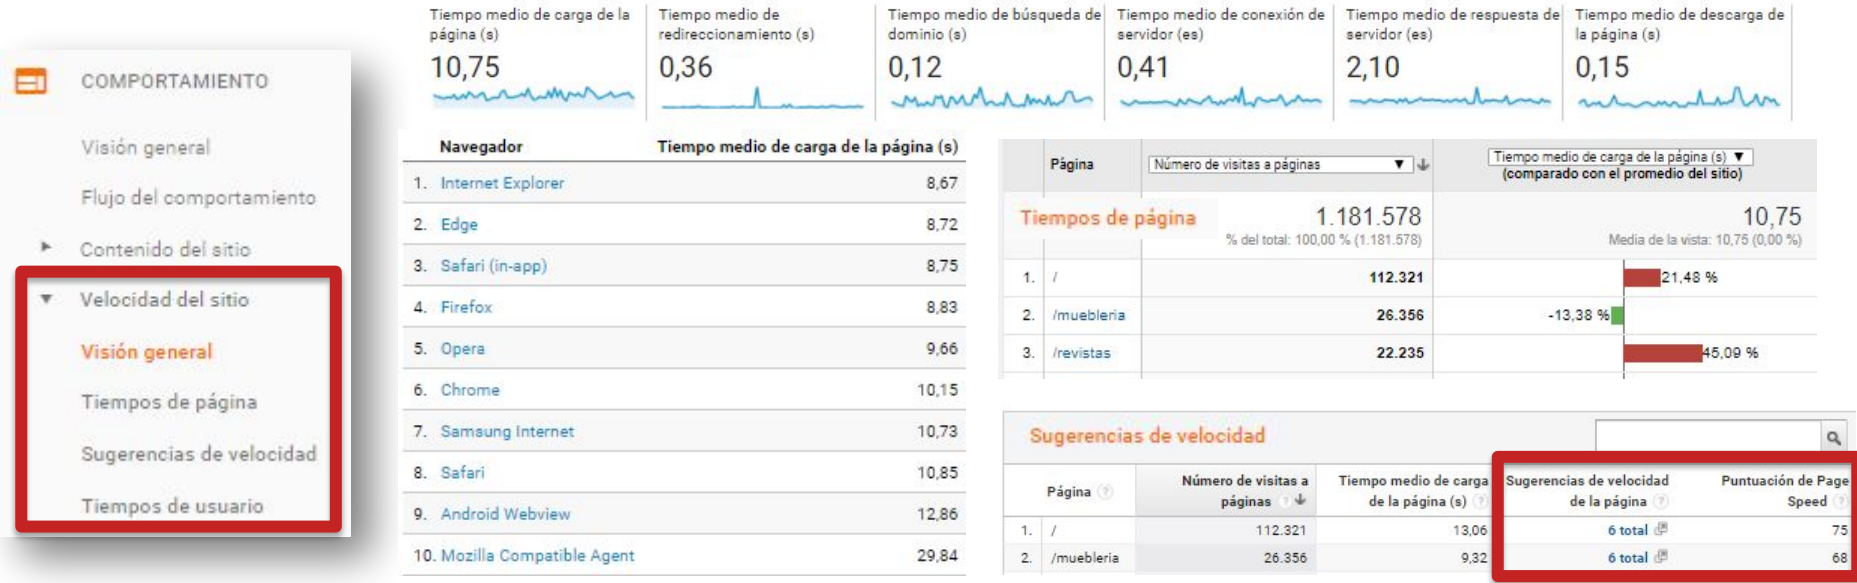 COMPORTAMIENTO
Visión general
Flujo del comportamiento
Contenido del sitio
Velocidad del sitio
Visión general
Tiempos de página
Sugerencias de velocidad
Tiempos de usuario
Tiempo medio de carga de la
página (s)
10,75
Tiempo medio de
redireccionamiento (s)
0,36
Tiempo medio de búsqueda de
dominio (s)
0,12
Tiempo medio de conexión de
servidor (es)
0,41
Tiempo medio de respuesta de
servidor (es)
2,10
Tiempo medio de descarga de
la página (s)
0,15
Navegador Tiempo medio de carga de la página (s)
1. Internet Explorer 8,67
2. Edge 8,72
3. Safari (in-app) 8,75
4. Firefox 8,83
5. Opera 9,66
6. Chrome 10,15
7. Samsung Internet 10,73
8. Safari 10,85
9. Android Webview 12,86
10. Mozilla Compatible Agent 29,84
Página
Número de visitas a páginas
Tiempo medio de carga de la página (s)
(comparado con el promedio del sitio)
Tiempos de página
1.181.578
% del total: 100,00 % (1.181.578)
10,75
Media de la vista: 10,75 (0,00 %)
1. / 112.321 21,48 %
2. /muebleria 26.356 -13,38 %
3. /revistas 22.235 45,09 %
Sugerencias de velocidad
Página ?
Número de visitas a
páginas ?
Tiempo medio de carga
de la página (s) ?
Sugerencias de velocidad
de la página ?
Puntuación de Page
Speed ?
1. / 112.321 13,06 6 total 75
2. /muebleria 26.356 9,32 6 total 68